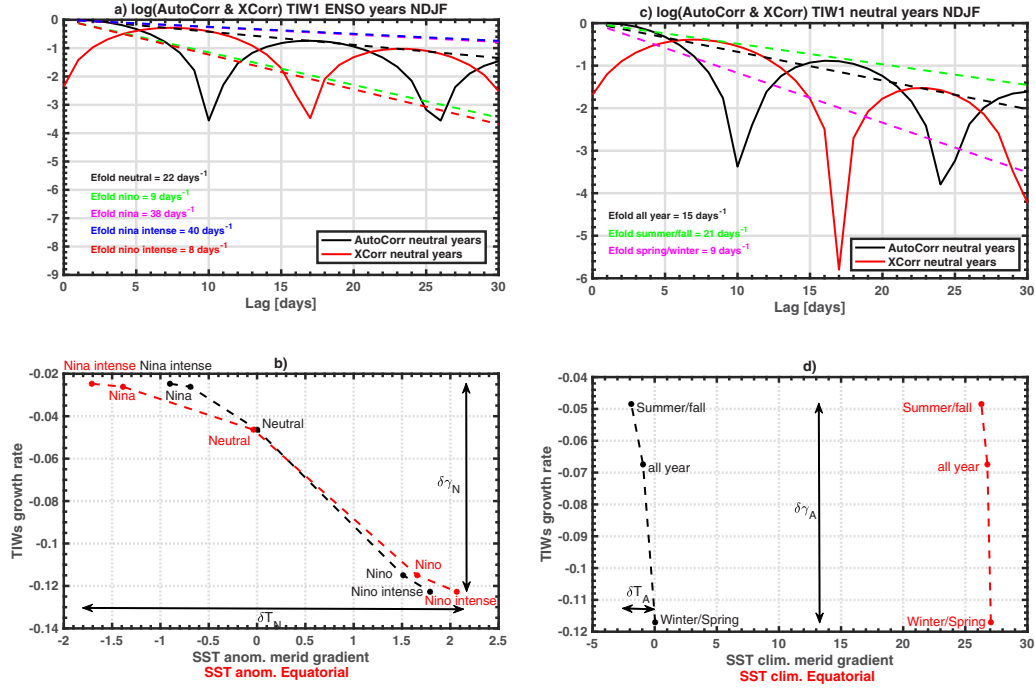 a) log(AutoCorr & XCorr) TIW1 ENSO years NDJF
0
-1
-2
-3
-4
-5
-6
-7
-8
-9
Efold neutral = 22 days-1
Efold nino = 9 days-1
Efold nina = 38 days-1
Efold nina intense = 40 days-1
Efold nino intense = 8 days-1
AutoCorr neutral years
XCorr neutral years
0 5 10 15 20 25 30
Lag [days]
c) log(AutoCorr & XCorr) TIW1 neutral years NDJF
0
-1
-2
-3
-4
-5
-6
Efold all year = 15 days-1
Efold summer/fall = 21 days-1
Efold spring/winter = 9 days-1
AutoCorr neutral years
XCorr neutral years
0 5 10 15 20 25 30
Lag [days]
b)
Nina intense Nina intense
-0.02
-0.04
-0.06
-0.08
-0.1
-0.12
-0.14
TIWs growth rate
Nina Nina
Neutral
Neutral
δγN
Nino Nino
Nino intense
Nino intense
δTN
-2 -1.5 -1 -0.5 0 0.5 1 1.5 2 2.5
SST anom. merid gradient
SST anom. Equatorial
d)
-0.04
-0.05
-0.06
-0.07
-0.08
-0.09
-0.1
-0.11
-0.12
TIWs growth rate
Summer/fall Summer/fall
all year all year
δγA
δTA
Winter/Spring Winter/Spring
-5 0 5 10 15 20 25 30
SST clim. merid gradient
SST clim. Equatorial